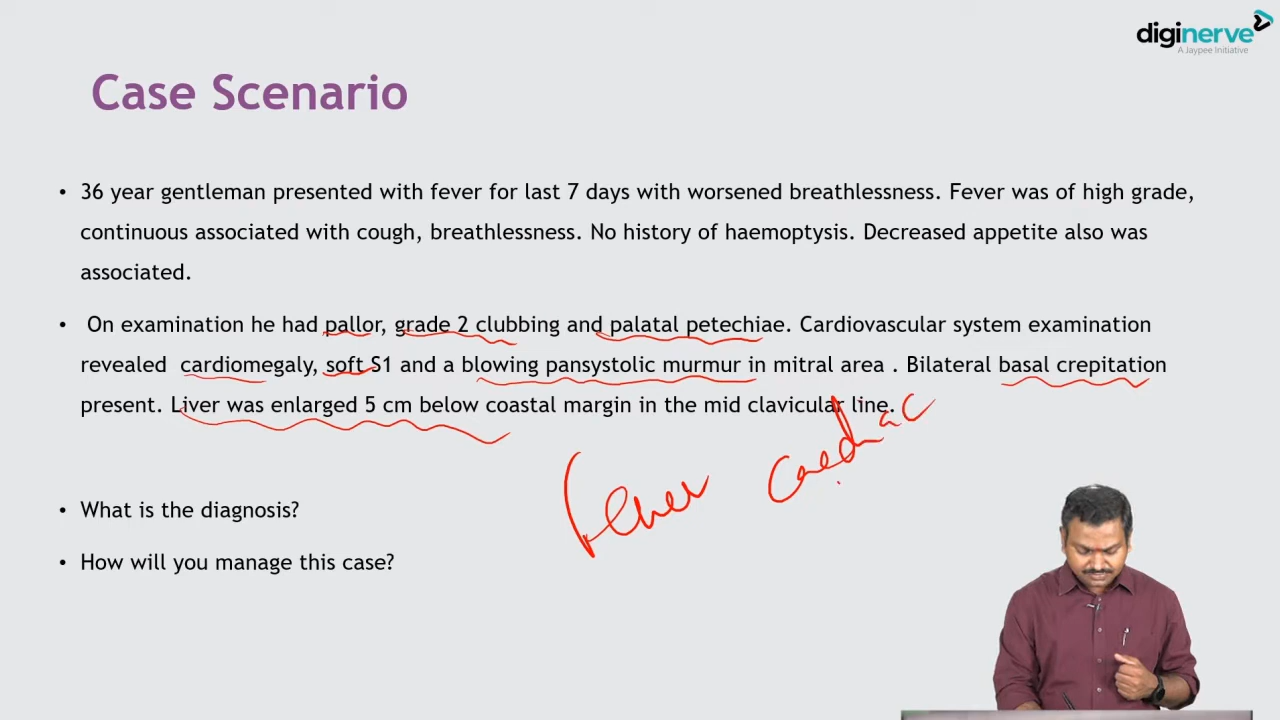 diginerve
A Jaypee Initiative
Case Scenario
• 36 year gentleman presented with fever for last 7 days with worsened breathlessness. Fever was of high grade,
continuous associated with cough, breathlessness. No history of haemoptysis. Decreased appetite also was
associated.
• On examination he had pallor, grade 2 clubbing and palatal petechiae. Cardiovascular system examination
revealed cardiomegaly, soft S1 and a blowing pansystolic murmur in mitral area . Bilateral basal crepitation
present. Liver was enlarged 5 cm below coastal margin in the mid clavicular line.
Fever cardiac
• What is the diagnosis?
• How will you manage this case?